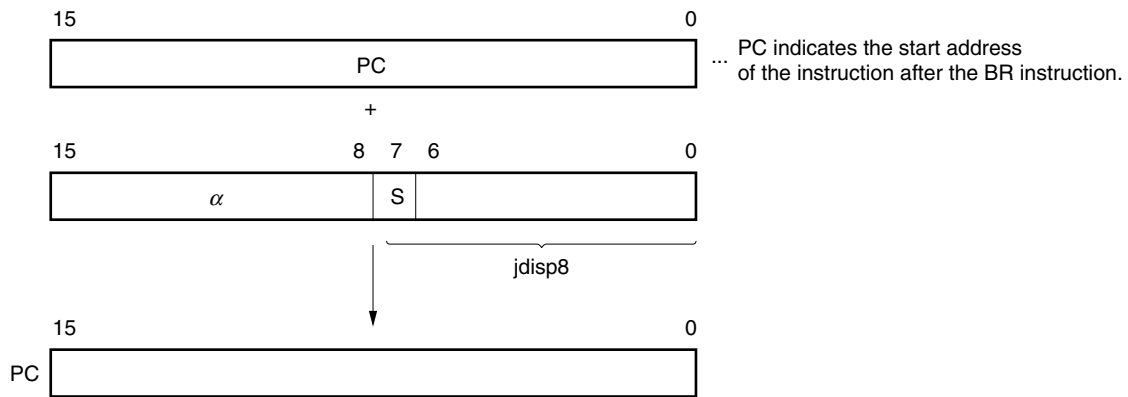 15 0
PC ... PC indicates the start address
of the instruction after the BR instruction.
+
15 8 7 6 0
α S
jdisp8
15 0
PC